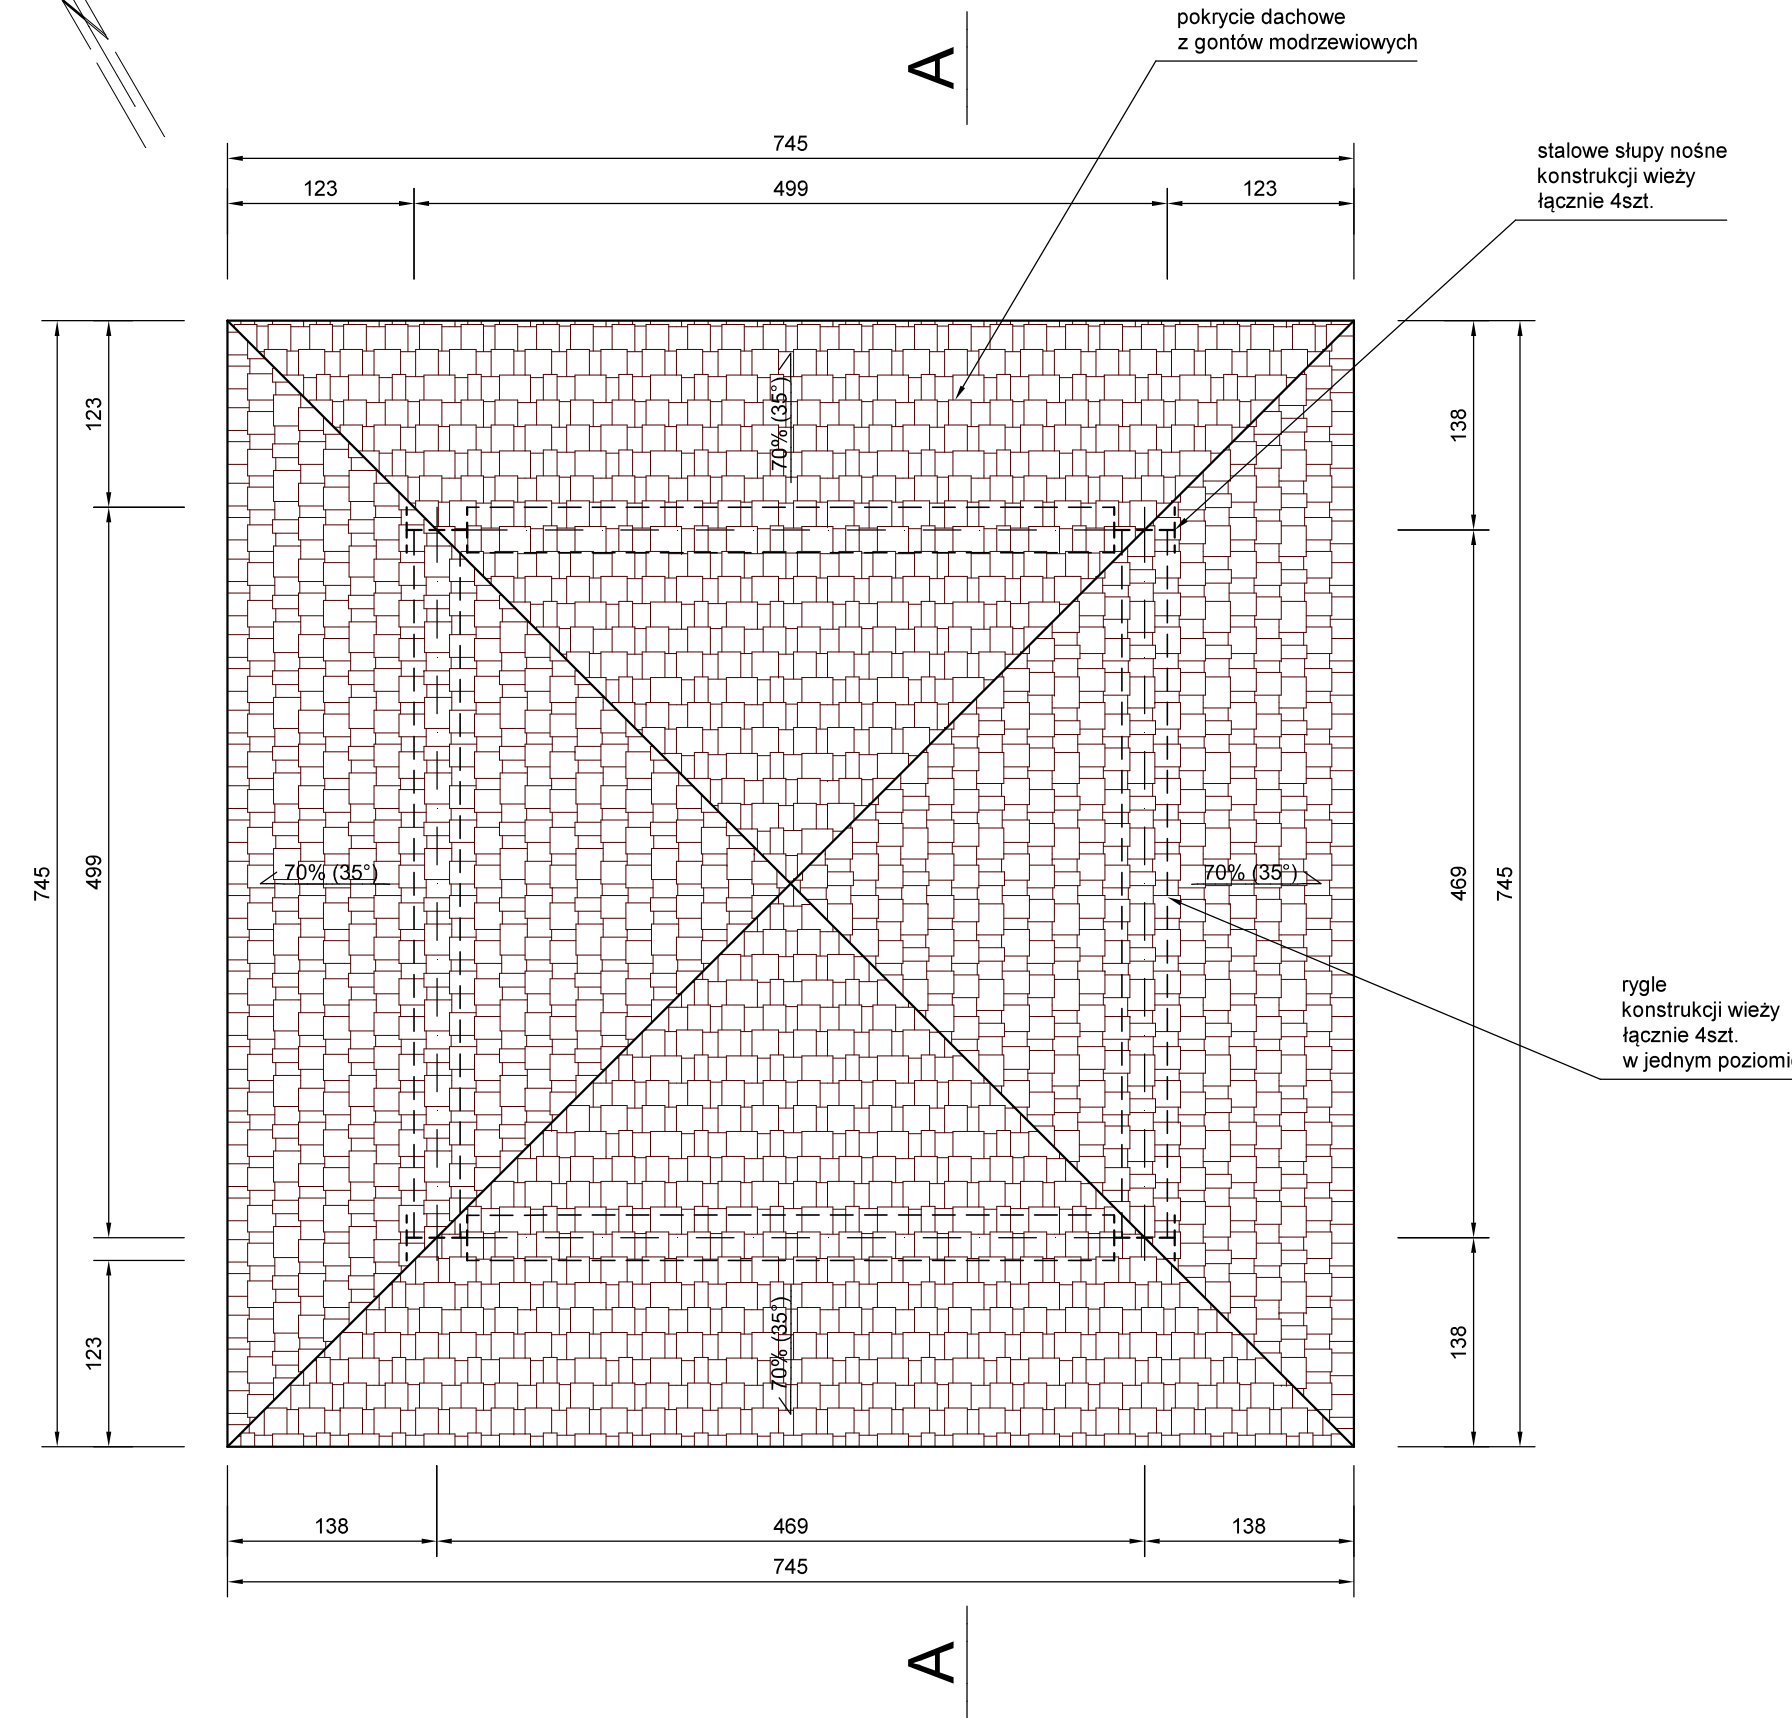 pokrycie dachowe
z gontów modrzewiowych
A
745
stalowe słupy nośne
konstrukcji wieży
łącznie 4szt.
123
499
123
123
138
70% (35°)
745
499
70% (35°)
70% (35°)
469
745
rygle
konstrukcji wieży
łącznie 4szt.
w jednym
123
138
70% (35°)
138
469
138
745
A